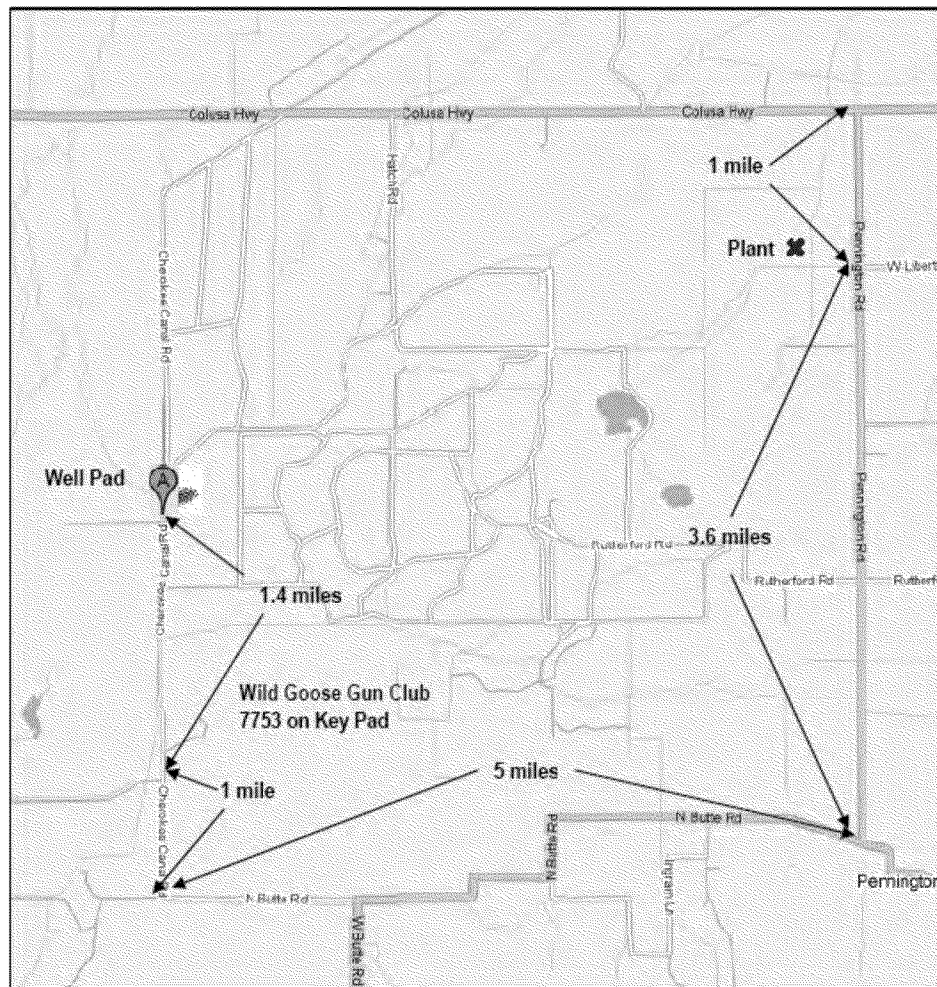 Colusa Hwy
Colusa Hwy
Colusa Hwy
1 mile
Hatch Rd
Plant
Pennington Rd
W Libert
Cherokee Canal Rd
Well Pad
A
Pennington Rd
3.6 miles
Rutherford Rd
Rutherford Rd
Rutherf
1.4 miles
Wild Goose Gun Club
7753 on Key Pad
5 miles
1 mile
Cherokee Canal Rd
N Butte Rd
N Butte Rd
Ingram Ln
Pennington
N Butte Rd
W Butte Rd